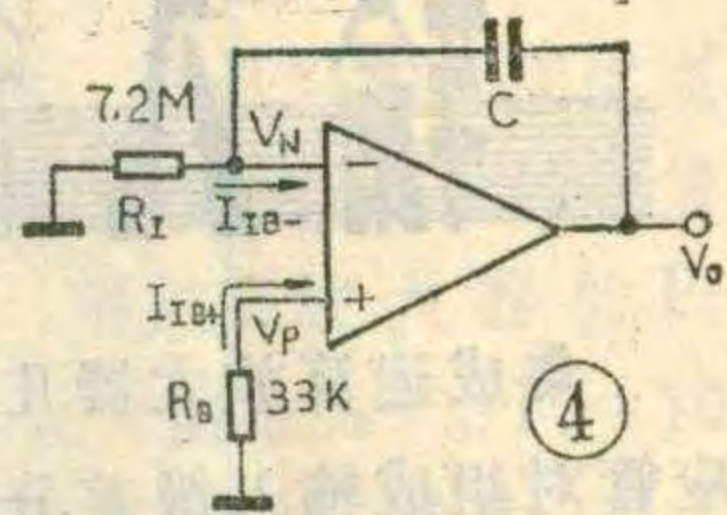 7.2M
C
V_N
−
R_I
I_IB-
V_o
I_IB+
V_P
+
R_B 33K
④